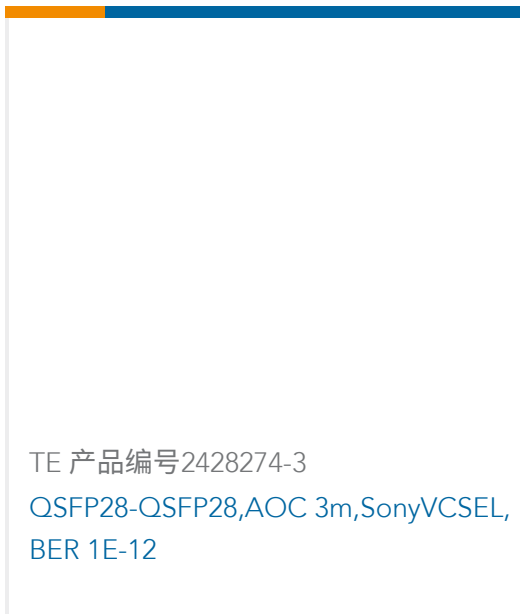 TE 产品编号2428274-3
QSFP28-QSFP28,AOC 3m,SonyVCSEL,
BER 1E-12